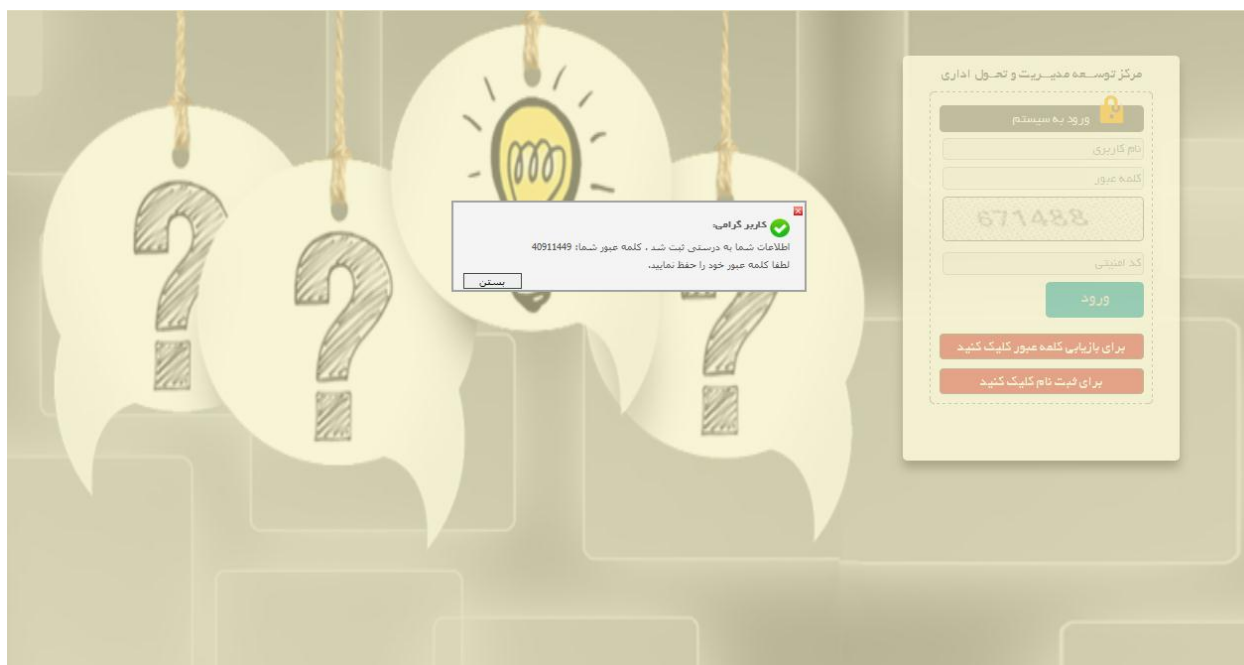 مرکز توسعه مدیریت و تحول اداری
ورود به سیستم
نام کاربری
کلمه عبور
671488
کد امنیتی
ورود
برای بازیابی کلمه عبور کلیک کنید
برای ثبت نام کلیک کنید
کاربر گرامی:
اطلاعات شما به درستی ثبت شد ، کلمه عبور شما: 40911449
لطفا کلمه عبور خود را حفظ نمایید.
بستن
? ? ?